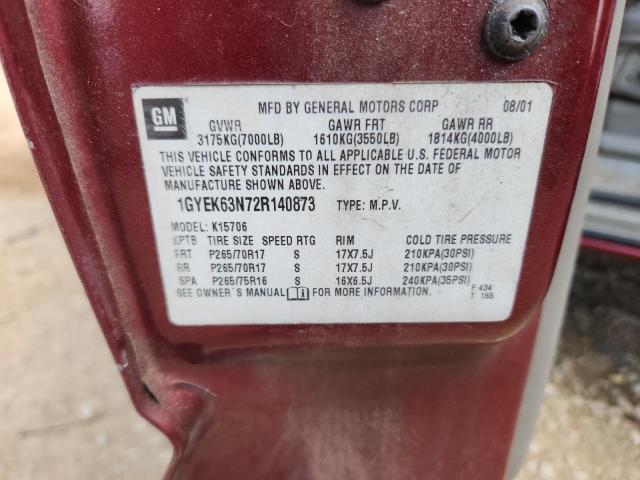 GM
MFD BY GENERAL MOTORS CORP 08/01
GVWR GAWR FRT GAWR RR
3175KG(7000LB) 1610KG(3550LB) 1814KG(4000LB)
THIS VEHICLE CONFORMS TO ALL APPLICABLE U.S. FEDERAL MOTOR
VEHICLE SAFETY STANDARDS IN EFFECT ON THE DATE OF
MANUFACTURE SHOWN ABOVE.
1GYEK63N72R140873 TYPE: M.P.V.
MODEL: K15706
KPTB TIRE SIZE SPEED RTG RIM COLD TIRE PRESSURE
FRT P265/70R17 S 17X7.5J 210KPA(30PSI)
RR P265/70R17 S 17X7.5J 210KPA(30PSI)
SPA P265/75R16 S 16X6.5J 240KPA(35PSI)
SEE OWNER'S MANUAL i FOR MORE INFORMATION.
F 434
T 155